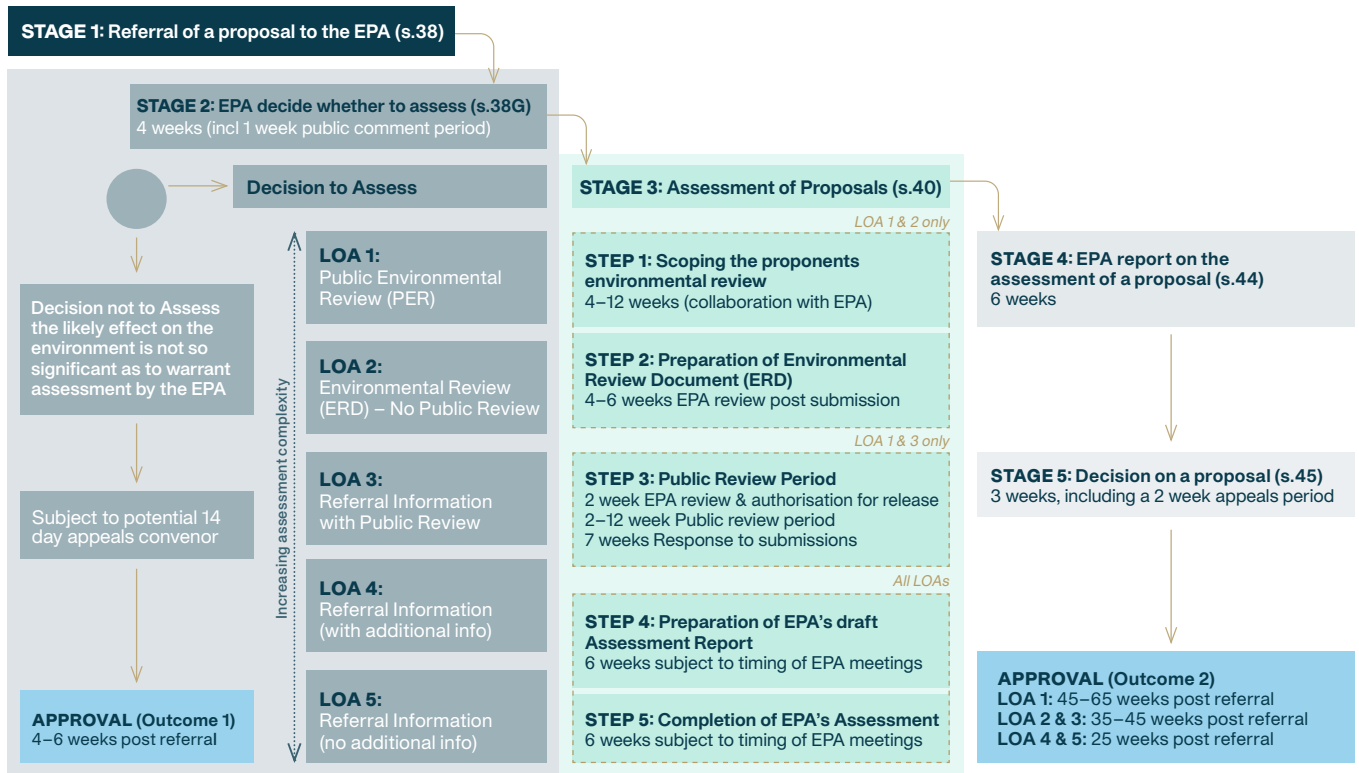 STAGE 1: Referral of a proposal to the EPA (s.38)
STAGE 2: EPA decide whether to assess (s.38G)
4 weeks (incl 1 week public comment period)
Decision to Assess
Decision not to Assess
the likely effect on the
environment is not so
significant as to warrant
assessment by the EPA
Subject to potential 14
day appeals convenor
APPROVAL (Outcome 1)
4–6 weeks post referral
Increasing assessment complexity
LOA 1:
Public Environmental
Review (PER)
LOA 2:
Environmental Review
(ERD) – No Public Review
LOA 3:
Referral Information
with Public Review
LOA 4:
Referral Information
(with additional info)
LOA 5:
Referral Information
(no additional info)
STAGE 3: Assessment of Proposals (s.40)
LOA 1 & 2 only
STEP 1: Scoping the proponents
environmental review
4–12 weeks (collaboration with EPA)
STEP 2: Preparation of Environmental
Review Document (ERD)
4–6 weeks EPA review post submission
LOA 1 & 3 only
STEP 3: Public Review Period
2 week EPA review & authorisation for release
2–12 week Public review period
7 weeks Response to submissions
All LOAs
STEP 4: Preparation of EPA's draft
Assessment Report
6 weeks subject to timing of EPA meetings
STEP 5: Completion of EPA's Assessment
6 weeks subject to timing of EPA meetings
STAGE 4: EPA report on the
assessment of a proposal (s.44)
6 weeks
STAGE 5: Decision on a proposal (s.45)
3 weeks, including a 2 week appeals period
APPROVAL (Outcome 2)
LOA 1: 45–65 weeks post referral
LOA 2 & 3: 35–45 weeks post referral
LOA 4 & 5: 25 weeks post referral